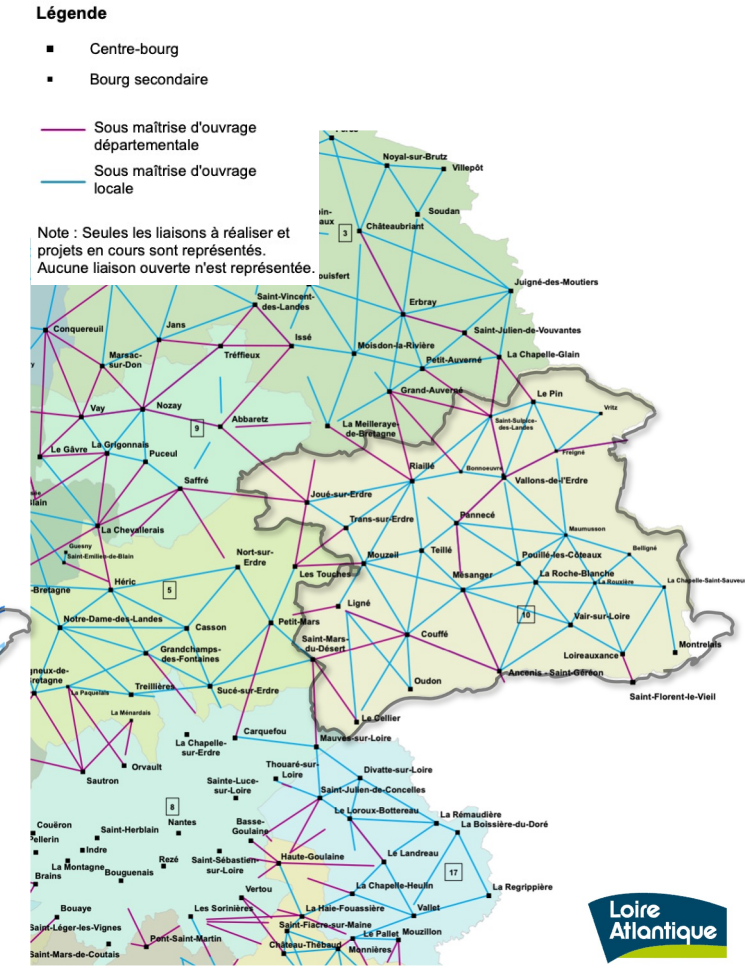 Légende
Centre-bourg
Bourg secondaire
Sous maîtrise d'ouvrage
départementale
Sous maîtrise d'ouvrage
locale
Note : Seules les liaisons à réaliser et
projets en cours sont représentés.
Aucune liaison ouverte n'est représentée.
Noyal-sur-Brutz
Villepôt
Soudan
3
Châteaubriant
Juigné-des-Moutiers
Saint-Vincent-
des-Landes
Erbray
Conquereuil
Jans
Issé
Saint-Julien-de-Vouvantes
Marsac-
sur-Don
Tréffieux
Moisdon-la-Rivière
Petit-Auverné
La Chapelle-Glain
Grand-Auverné
Le Pin
Vritz
Vay
Nozay
9
Abbaretz
La Meilleraye-
de-Bretagne
Saint-Sulpice-
des-Landes
Le Gâvre
La Grigonnais
Puceul
Freigné
Riaillé
Bonnoeuvre
Vallons-de-l'Erdre
Saffré
Joué-sur-Erdre
La Chevallerais
Trans-sur-Erdre
Pannecé
Maumusson
Guesny
Saint-Emilien-de-Blain
Nort-sur-
Erdre
Les Touches
Mouzeil
Teillé
Pouillé-les-Côteaux
Belligné
Héric
5
Mésanger
La Roche-Blanche
La Rouxière
La Chapelle-Saint-Sauveur
Notre-Dame-des-Landes
Casson
Petit-Mars
Ligné
10
Vair-sur-Loire
Grandchamps-
des-Fontaines
Saint-Mars-
du-Désert
Couffé
Loireauxance
Montrelais
Ancenis - Saint-Géréon
La Paquelais
Treillières
Sucé-sur-Erdre
Oudon
Saint-Florent-le-Vieil
La Ménardais
Le Cellier
La Chapelle-
sur-Erdre
Carquefou
Mauves-sur-Loire
Sautron
Orvault
Thouaré-sur-
Loire
Divatte-sur-Loire
Sainte-Luce-
sur-Loire
Saint-Julien-de-Concelles
8
Le Loroux-Bottereau
La Rémaudière
La Boissière-du-Doré
Couëron
Saint-Herblain
Nantes
Basse-
Goulaine
Indre
La Montagne
Bouguenais
Rezé
Saint-Sébastien-
sur-Loire
Haute-Goulaine
Le Landreau
17
Brains
Vertou
La Chapelle-Heulin
La Regrippière
Bouaye
Les Sorinières
La Haie-Fouassière
Vallet
Saint-Léger-les-Vignes
Pont-Saint-Martin
Saint-Fiacre-sur-Maine
Le Pallet
Mouzillon
Saint-Mars-de-Coutais
Château-Thébaud
Monnières
Loire
Atlantique